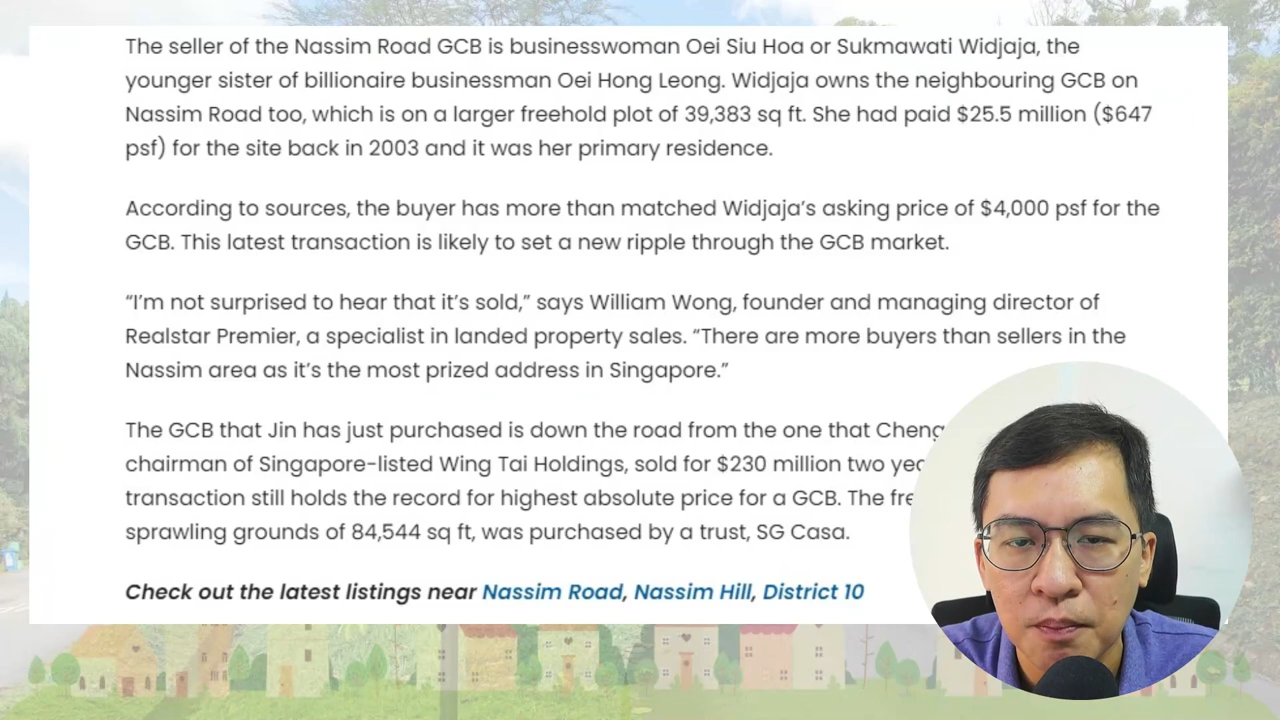 The seller of the Nassim Road GCB is businesswoman Oei Siu Hoa or Sukmawati Widjaja, the
younger sister of billionaire businessman Oei Hong Leong. Widjaja owns the neighbouring GCB on
Nassim Road too, which is on a larger freehold plot of 39,383 sq ft. She had paid $25.5 million ($647
psf) for the site back in 2003 and it was her primary residence.
According to sources, the buyer has more than matched Widjaja’s asking price of $4,000 psf for the
GCB. This latest transaction is likely to set a new ripple through the GCB market.
“I’m not surprised to hear that it’s sold,” says William Wong, founder and managing director of
Realstar Premier, a specialist in landed property sales. “There are more buyers than sellers in the
Nassim area as it’s the most prized address in Singapore.”
The GCB that Jin has just purchased is down the road from the one that Cheng
chairman of Singapore-listed Wing Tai Holdings, sold for $230 million two
transaction still holds the record for highest absolute price for a GCB. The
sprawling grounds of 84,544 sq ft, was purchased by a trust, SG Casa.
Check out the latest listings near Nassim Road, Nassim Hill, District 10